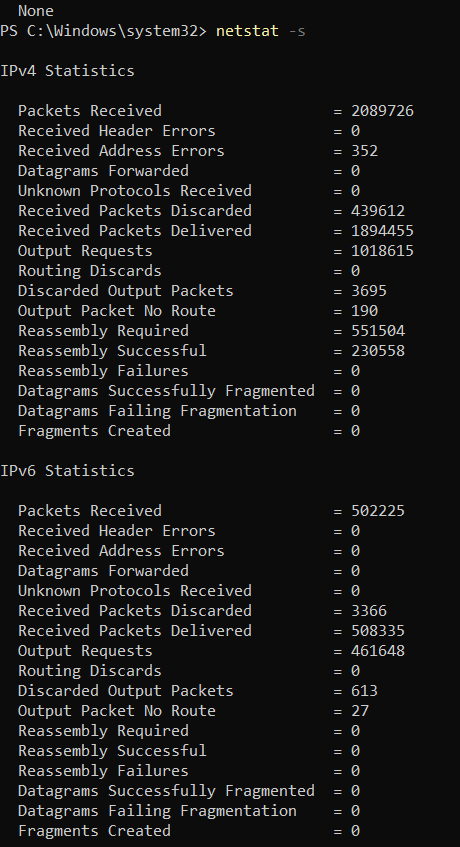 None
PS C:\Windows\system32> netstat -s
IPv4 Statistics
Packets Received = 2089726
Received Header Errors = 0
Received Address Errors = 352
Datagrams Forwarded = 0
Unknown Protocols Received = 0
Received Packets Discarded = 439612
Received Packets Delivered = 1894455
Output Requests = 1018615
Routing Discards = 0
Discarded Output Packets = 3695
Output Packet No Route = 190
Reassembly Required = 551504
Reassembly Successful = 230558
Reassembly Failures = 0
Datagrams Successfully Fragmented = 0
Datagrams Failing Fragmentation = 0
Fragments Created = 0
IPv6 Statistics
Packets Received = 502225
Received Header Errors = 0
Received Address Errors = 0
Datagrams Forwarded = 0
Unknown Protocols Received = 0
Received Packets Discarded = 3366
Received Packets Delivered = 508335
Output Requests = 461648
Routing Discards = 0
Discarded Output Packets = 613
Output Packet No Route = 27
Reassembly Required = 0
Reassembly Successful = 0
Reassembly Failures = 0
Datagrams Successfully Fragmented = 0
Datagrams Failing Fragmentation = 0
Fragments Created = 0